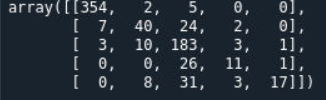 array([[354,   2,   5,   0,   0],
       [  7,  40,  24,   2,   0],
       [  3,  10, 183,   3,   1],
       [  0,   0,  26,  11,   1],
       [  0,   8,  31,   3,  17]])